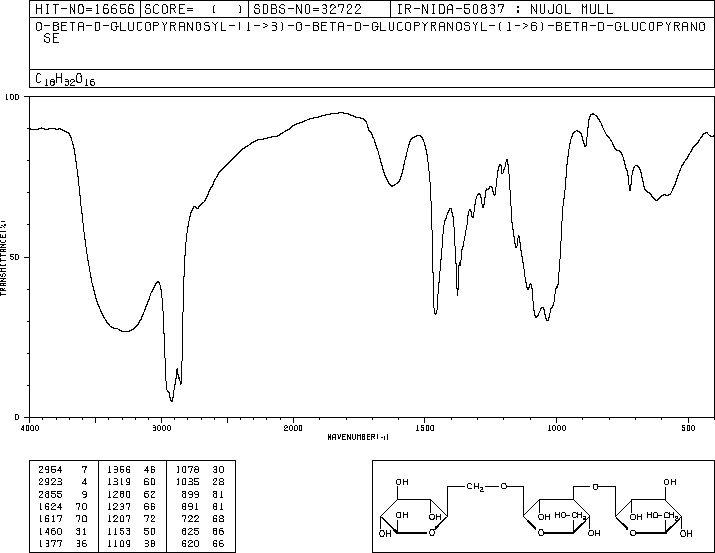 HIT-NO=16656 SCORE= ( ) SDBS-NO=32722 IR-NIDA-50837 : NUJOL MULL
O-BETA-D-GLUCOPYRANOSYL-(1->3)-O-BETA-D-GLUCOPYRANOSYL-(1->6)-BETA-D-GLUCOPYRANO
SE
C18H32O16
100
50
0
TRANSMITTANCE(%)
4000 3000 2000 1500 1000 500
WAVENUMBER(-1)
2954 7 1366 46 1078 30
2923 4 1319 60 1035 28
2855 9 1280 62 899 81
1624 70 1237 66 891 81
1617 70 1207 72 722 68
1460 31 1153 50 625 66
1377 36 1109 38 620 66
OH CH2 O O OH
OH OH OH HOCH2 HOCH2
OH O O OH O OH